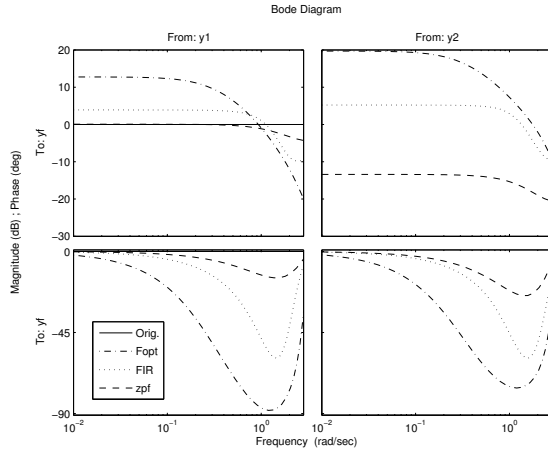 Bode Diagram
From: y1
From: y2
Magnitude (dB) ; Phase (deg)
To: yf
20
10
0
−10
−20
−30
To: yf
0
−45
−90
Orig.
Fopt
FIR
zpf
10^−2
10^−1
10^0
10^−2
10^−1
10^0
Frequency (rad/sec)